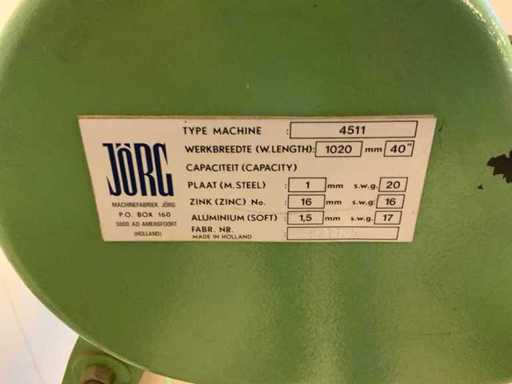 JÖRG
MACHINEFABRIEK JÖRG
P.O. BOX 160
3800 AD AMERSFOORT
(HOLLAND)
TYPE MACHINE : 4511
WERKBREEDTE (W.LENGTH): 1020 mm 40"
CAPACITEIT (CAPACITY)
PLAAT (M. STEEL) : 1 mm s.w.g. 20
ZINK (ZINC) No. : 16 mm s.w.g. 16
ALUMINIUM (SOFT) : 1,5 mm s.w.g. 17
FABR. NR. :
MADE IN HOLLAND